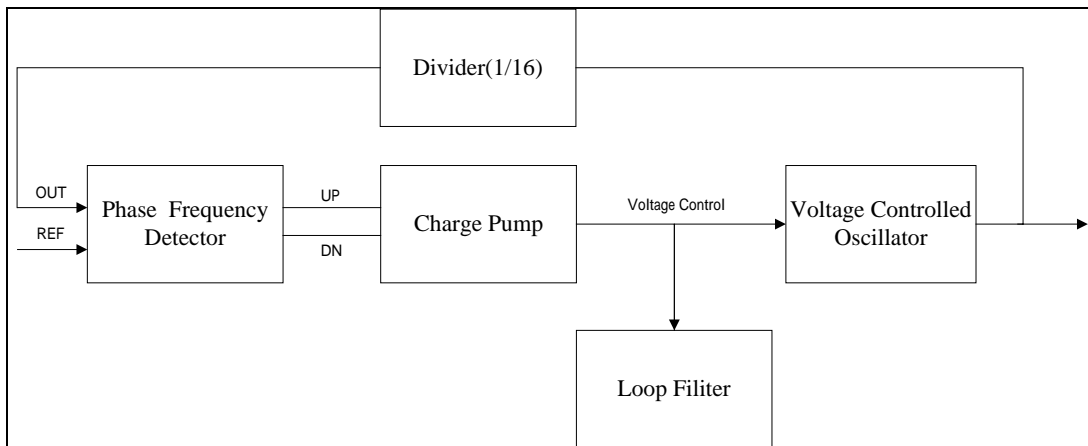 Divider(1/16)
OUT
REF
Phase Frequency
Detector
UP
DN
Charge Pump
Voltage Control
Voltage Controlled
Oscillator
Loop Filiter